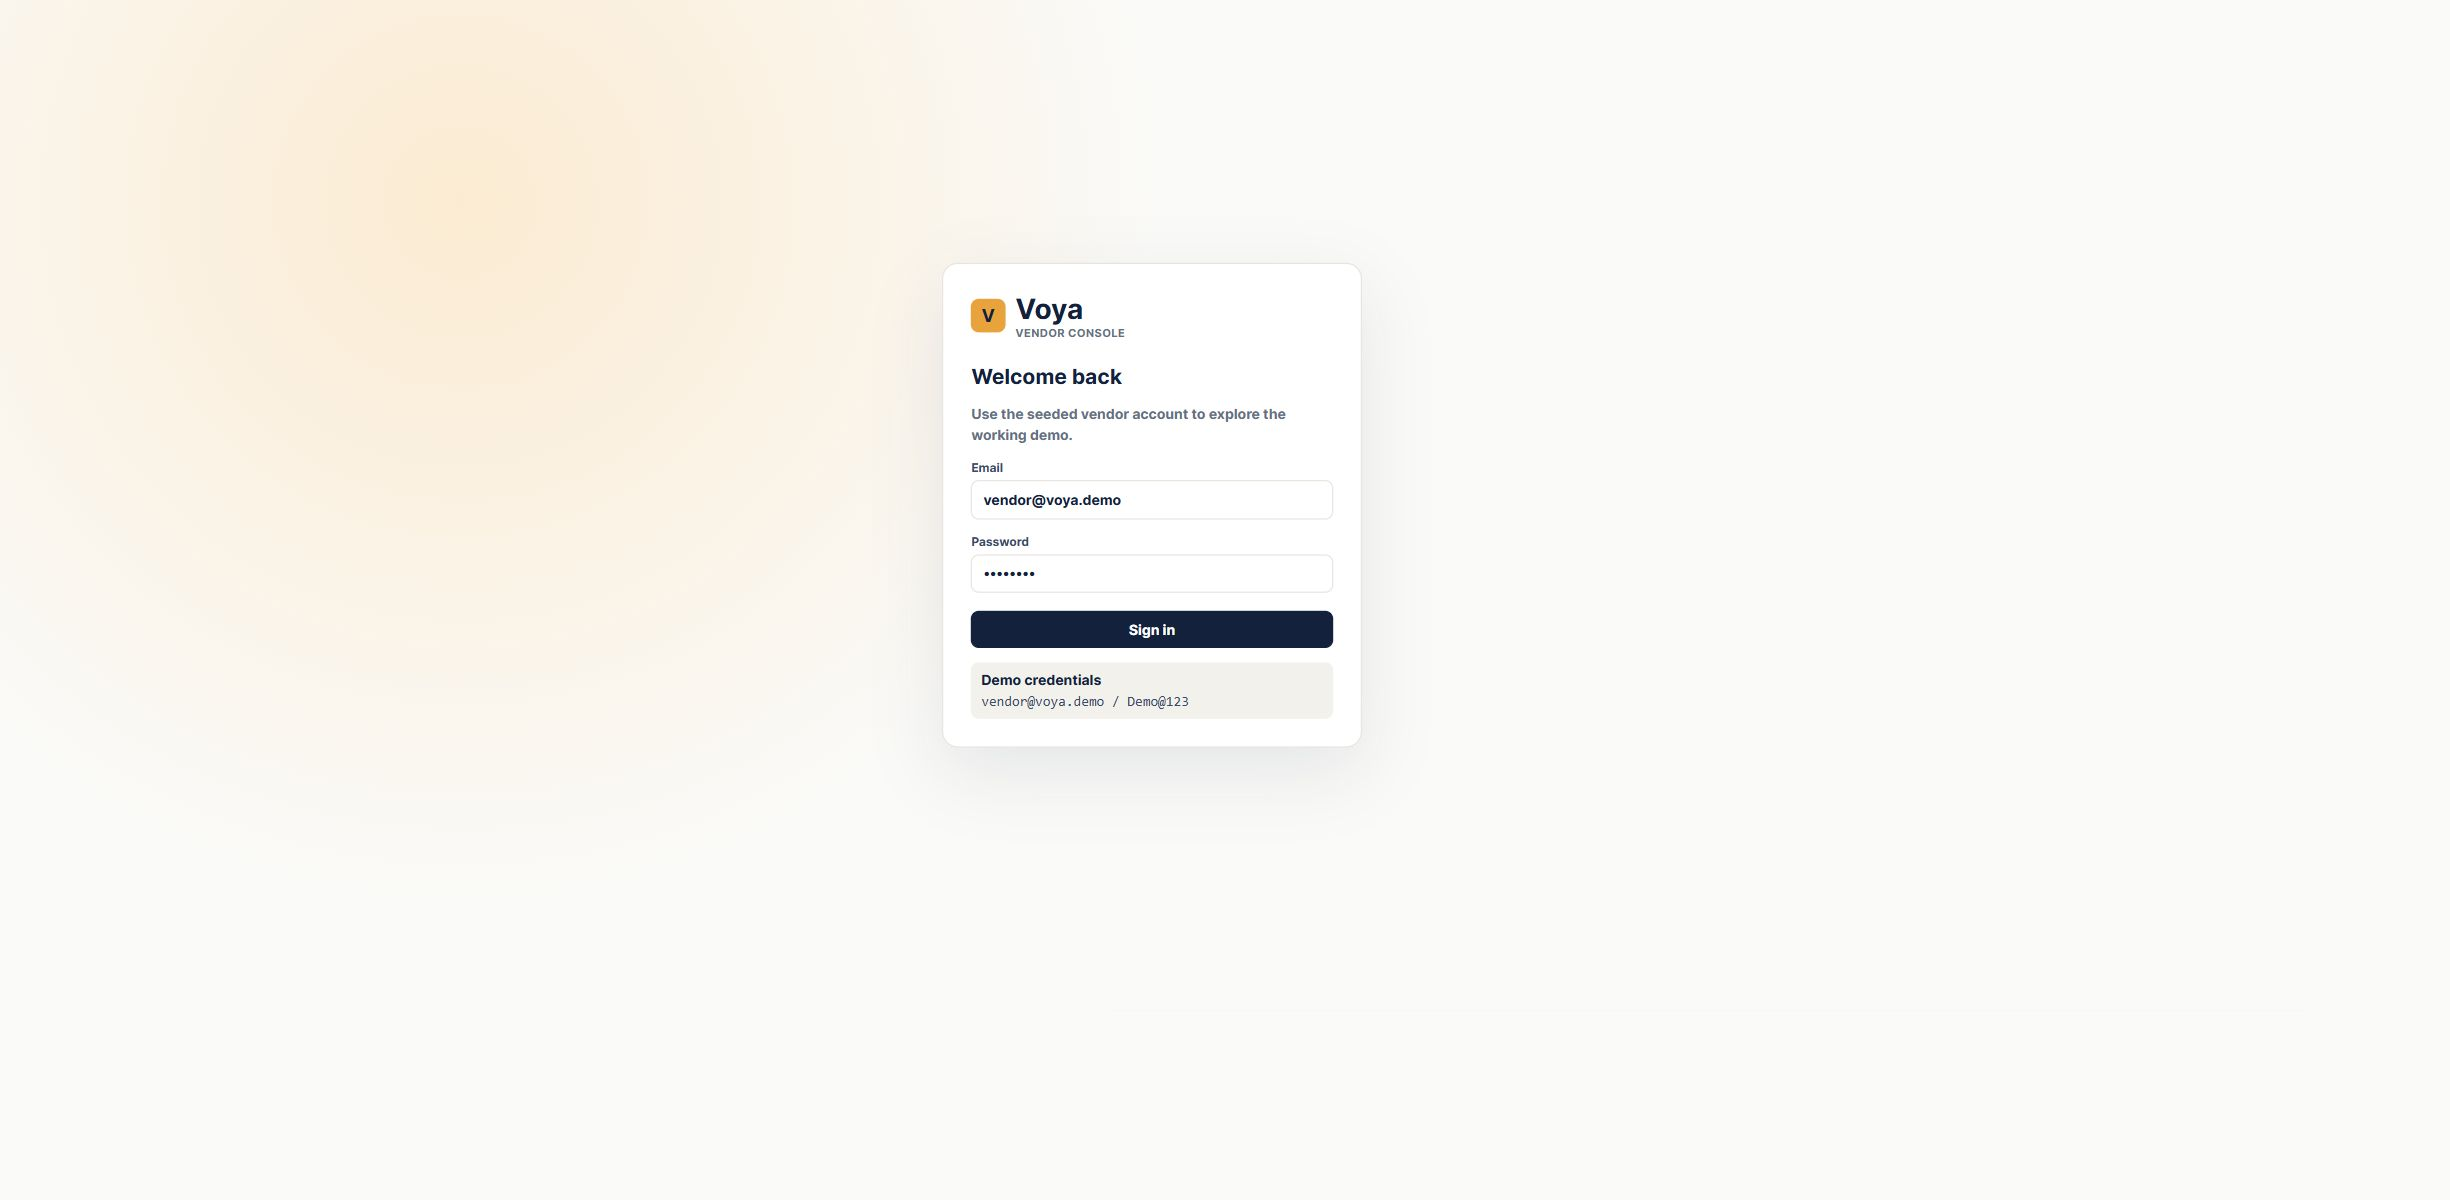 V
Voya
VENDOR CONSOLE
Welcome back
Use the seeded vendor account to explore the
working demo.
Email
vendor@voya.demo
Password
••••••••
Sign in
Demo credentials
vendor@voya.demo / Demo@123